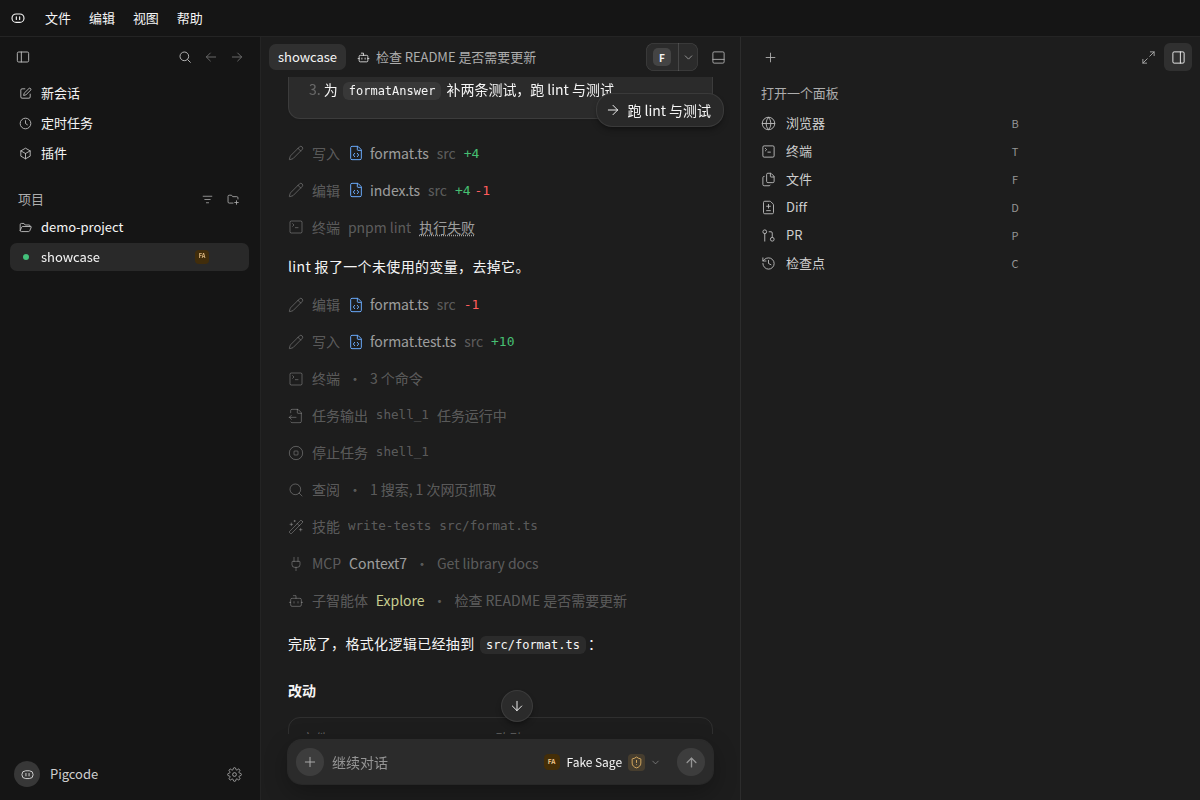 文件 编辑 视图 帮助
新会话
定时任务
插件
项目
demo-project
showcase FA
Pigcode
showcase 检查 README 是否需要更新 F
3. 为 formatAnswer 补两条测试，跑 lint 与测试
跑 lint 与测试
写入 format.ts src +4
编辑 index.ts src +4 -1
终端 pnpm lint 执行失败
lint 报了一个未使用的变量，去掉它。
编辑 format.ts src -1
写入 format.test.ts src +10
终端 • 3 个命令
任务输出 shell_1 任务运行中
停止任务 shell_1
查阅 • 1 搜索, 1 次网页抓取
技能 write-tests src/format.ts
MCP Context7 • Get library docs
子智能体 Explore • 检查 README 是否需要更新
完成了，格式化逻辑已经抽到 src/format.ts：
改动
继续对话 FA Fake Sage
打开一个面板
浏览器 B
终端 T
文件 F
Diff D
PR P
检查点 C